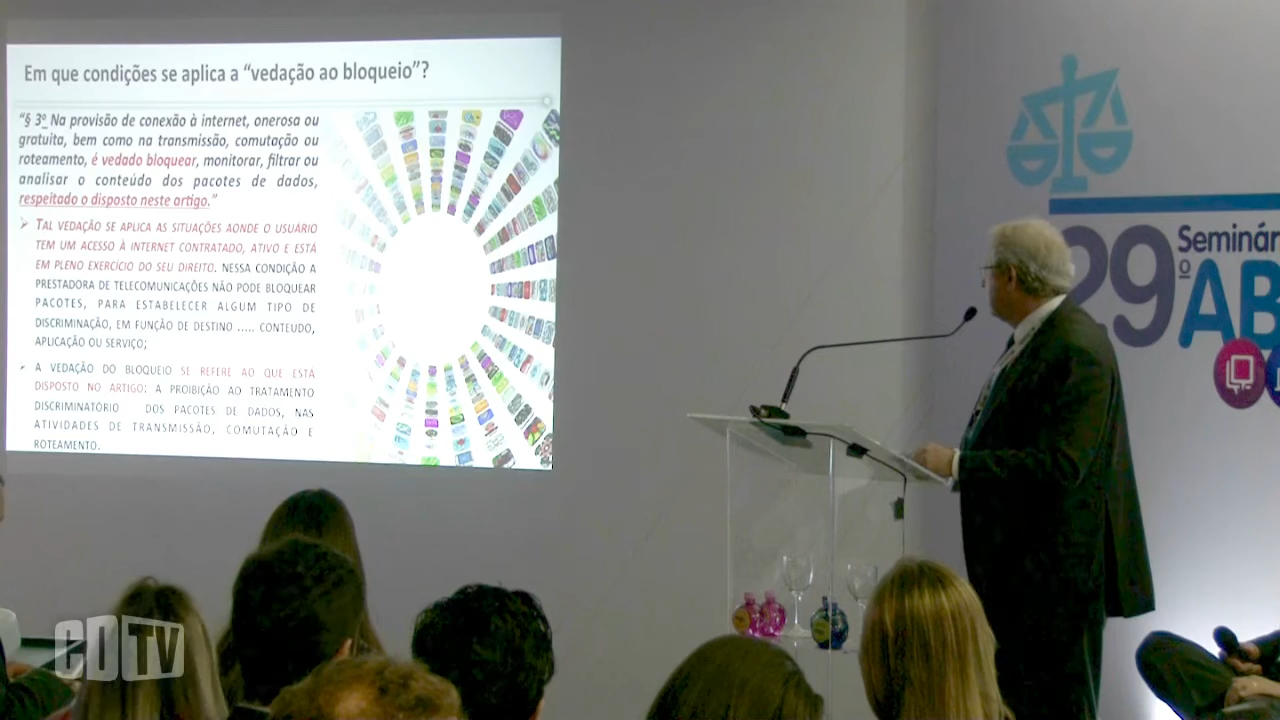 Em que condições se aplica a “vedação ao bloqueio”?
“§ 3º Na provisão de conexão à internet, onerosa ou
gratuita, bem como na transmissão, comutação ou
roteamento, é vedado bloquear, monitorar, filtrar ou
analisar o conteúdo dos pacotes de dados,
respeitado o disposto neste artigo.”
TAL VEDAÇÃO SE APLICA AS SITUAÇÕES AONDE O USUÁRIO
TEM UM ACESSO À INTERNET CONTRATADO, ATIVO E ESTÁ
EM PLENO EXERCÍCIO DO SEU DIREITO. NESSA CONDIÇÃO A
PRESTADORA DE TELECOMUNICAÇÕES NÃO PODE BLOQUEAR
PACOTES, PARA ESTABELECER ALGUM TIPO DE
DISCRIMINAÇÃO, EM FUNÇÃO DE DESTINO ..... CONTEUDO,
APLICAÇÃO OU SERVIÇO;
A VEDAÇÃO DO BLOQUEIO SE REFERE AO QUE ESTÁ
DISPOSTO NO ARTIGO: A PROIBIÇÃO AO TRATAMENTO
DISCRIMINATÓRIO DOS PACOTES DE DADOS, NAS
ATIVIDADES DE TRANSMISSÃO, COMUTAÇÃO E
ROTEAMENTO.
29º Seminár
AB
CDTV